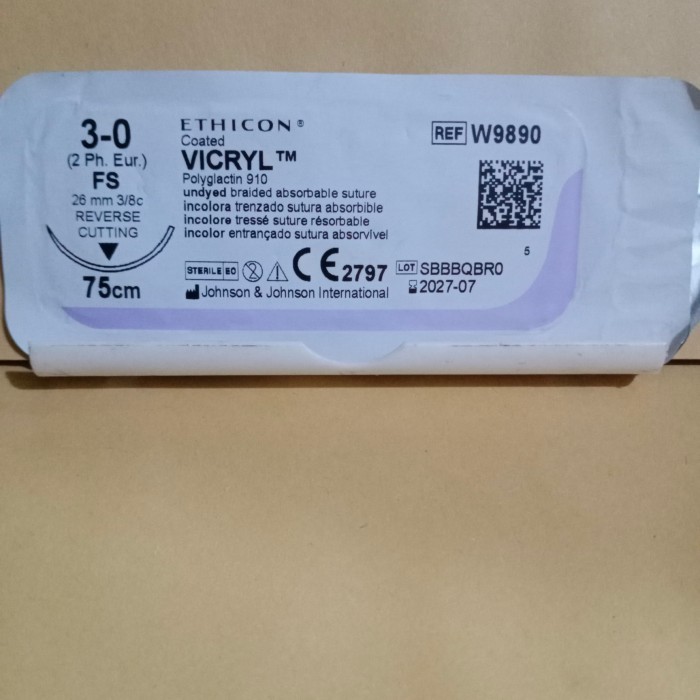 3-0
(2 Ph. Eur.)
FS
26 mm 3/8c
REVERSE
CUTTING
75cm
ETHICON®
Coated
VICRYL™
Polyglactin 910
undyed braided absorbable suture
incolora trenzado sutura absorbible
incolore tressé suture résorbable
incolor entrançado sutura absorvível
STERILE EO 2 CE 2797
Johnson & Johnson International
REF W9890
5
LOT SBBBQBR0
2027-07